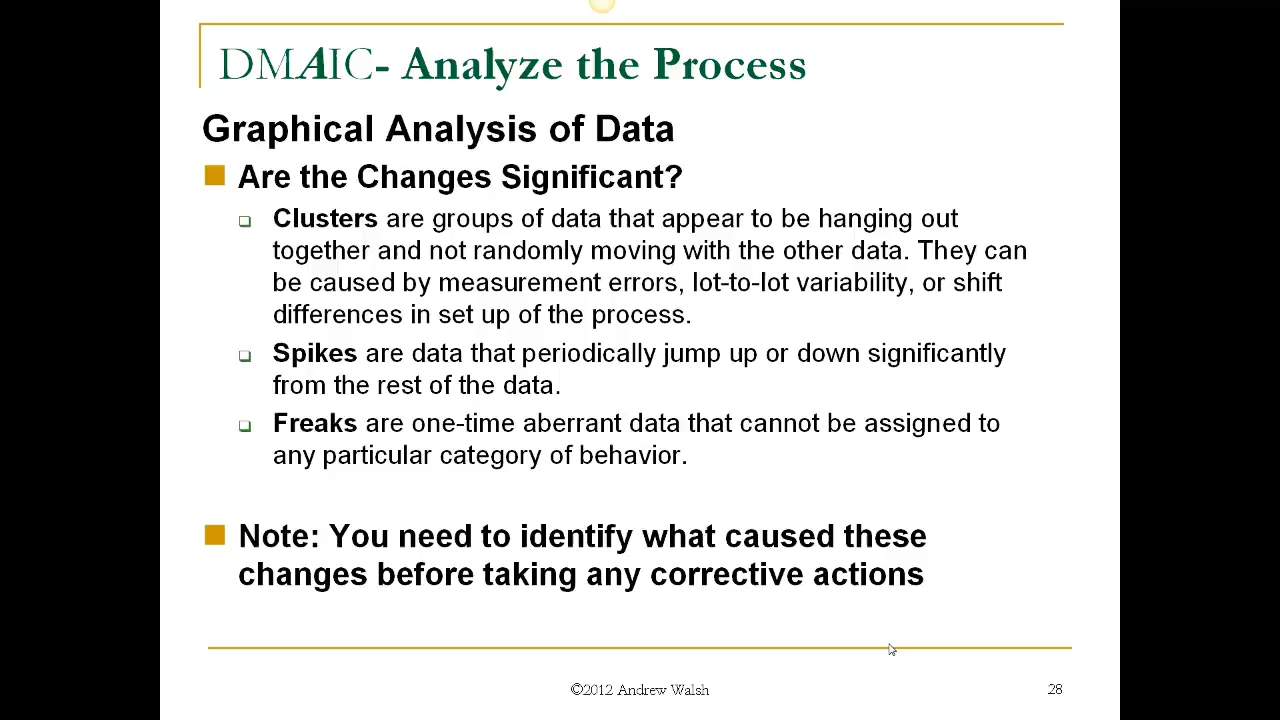 DMAIC- Analyze the Process
Graphical Analysis of Data
Are the Changes Significant?
Clusters are groups of data that appear to be hanging out
together and not randomly moving with the other data. They can
be caused by measurement errors, lot-to-lot variability, or shift
differences in set up of the process.
Spikes are data that periodically jump up or down significantly
from the rest of the data.
Freaks are one-time aberrant data that cannot be assigned to
any particular category of behavior.
Note: You need to identify what caused these
changes before taking any corrective actions
©2012 Andrew Walsh
28